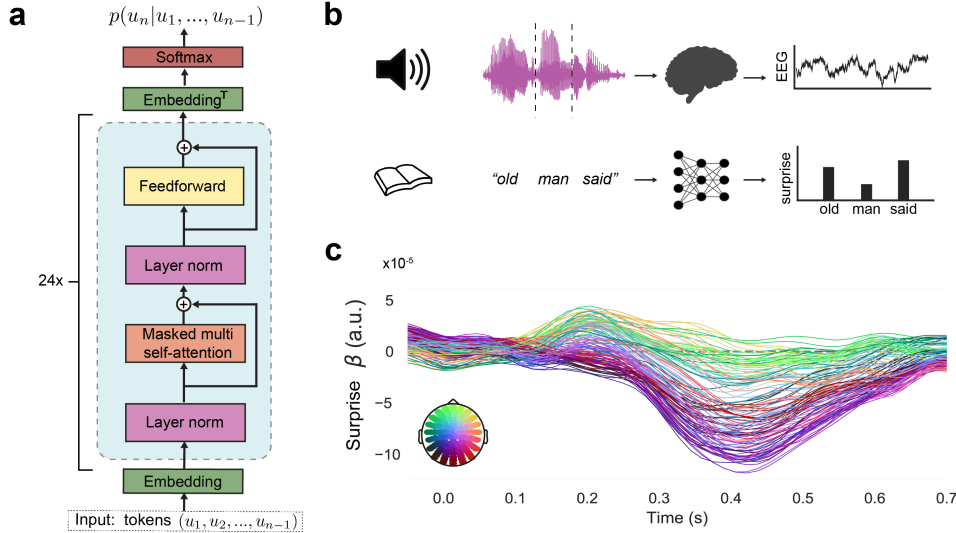 a
p(u_n|u_1, ..., u_{n-1})
Softmax
Embedding^T
Feedforward
Layer norm
24x
Masked multi
self-attention
Layer norm
Embedding
Input: tokens (u_1, u_2, ..., u_{n-1})
b
EEG
"old man said"
surprise
old man said
c
x10^-5
Surprise β (a.u.)
5
0
−5
−10
0.0 0.1 0.2 0.3 0.4 0.5 0.6 0.7
Time (s)